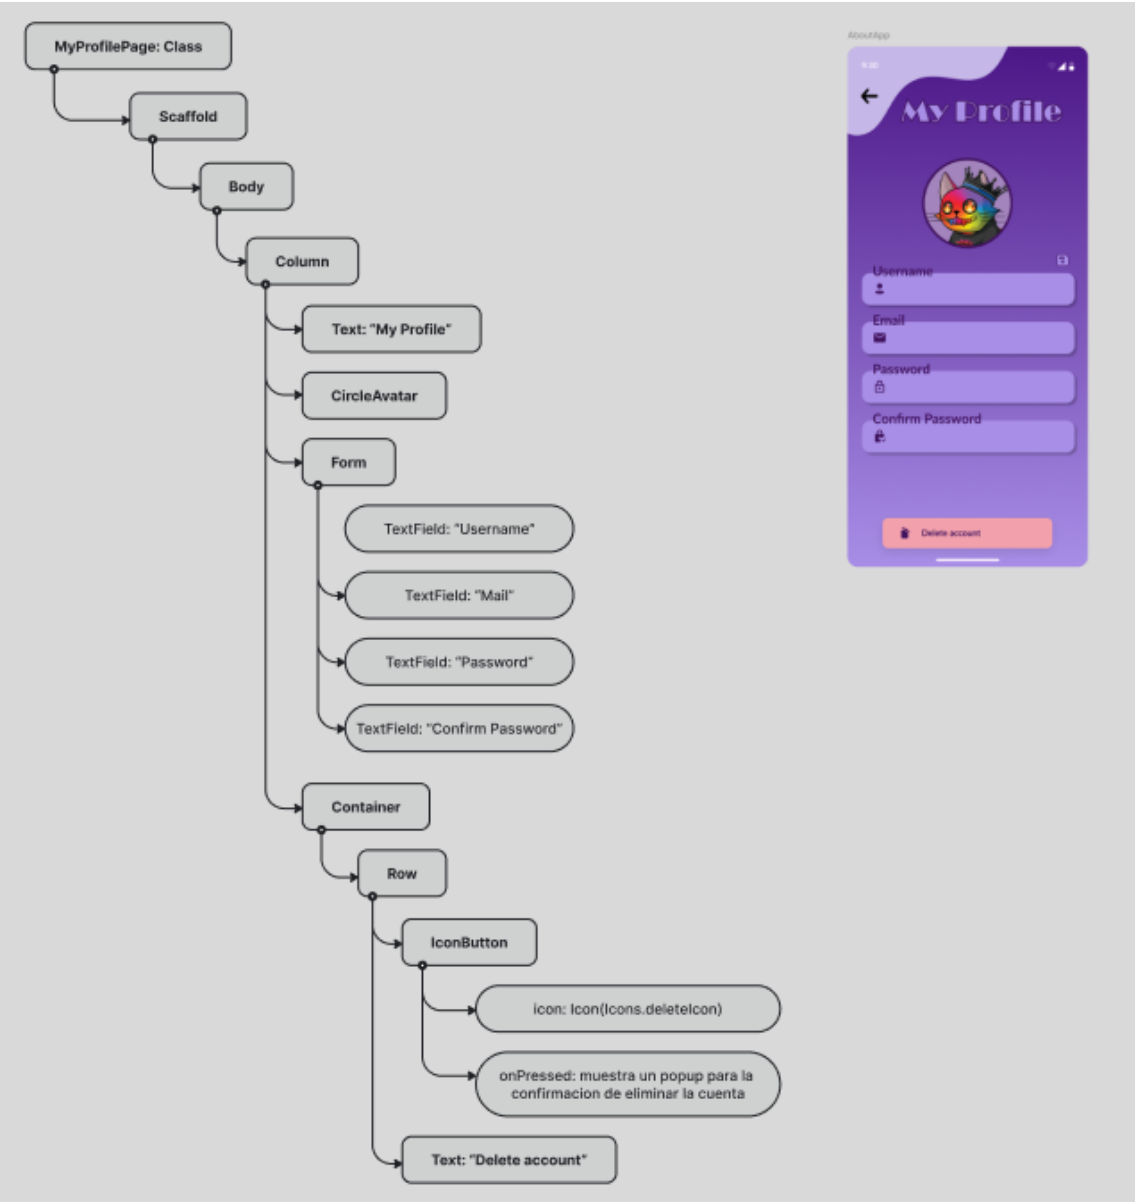 MyProfilePage: Class
Scaffold
Body
Column
Text: "My Profile"
CircleAvatar
Form
TextField: "Username"
TextField: "Mail"
TextField: "Password"
TextField: "Confirm Password"
Container
Row
IconButton
icon: Icon(Icons.deleteIcon)
onPressed: muestra un popup para la
confirmacion de eliminar la cuenta
Text: "Delete account"
AboutApp
9:30
My Profile
Username
Email
Password
Confirm Password
Delete account